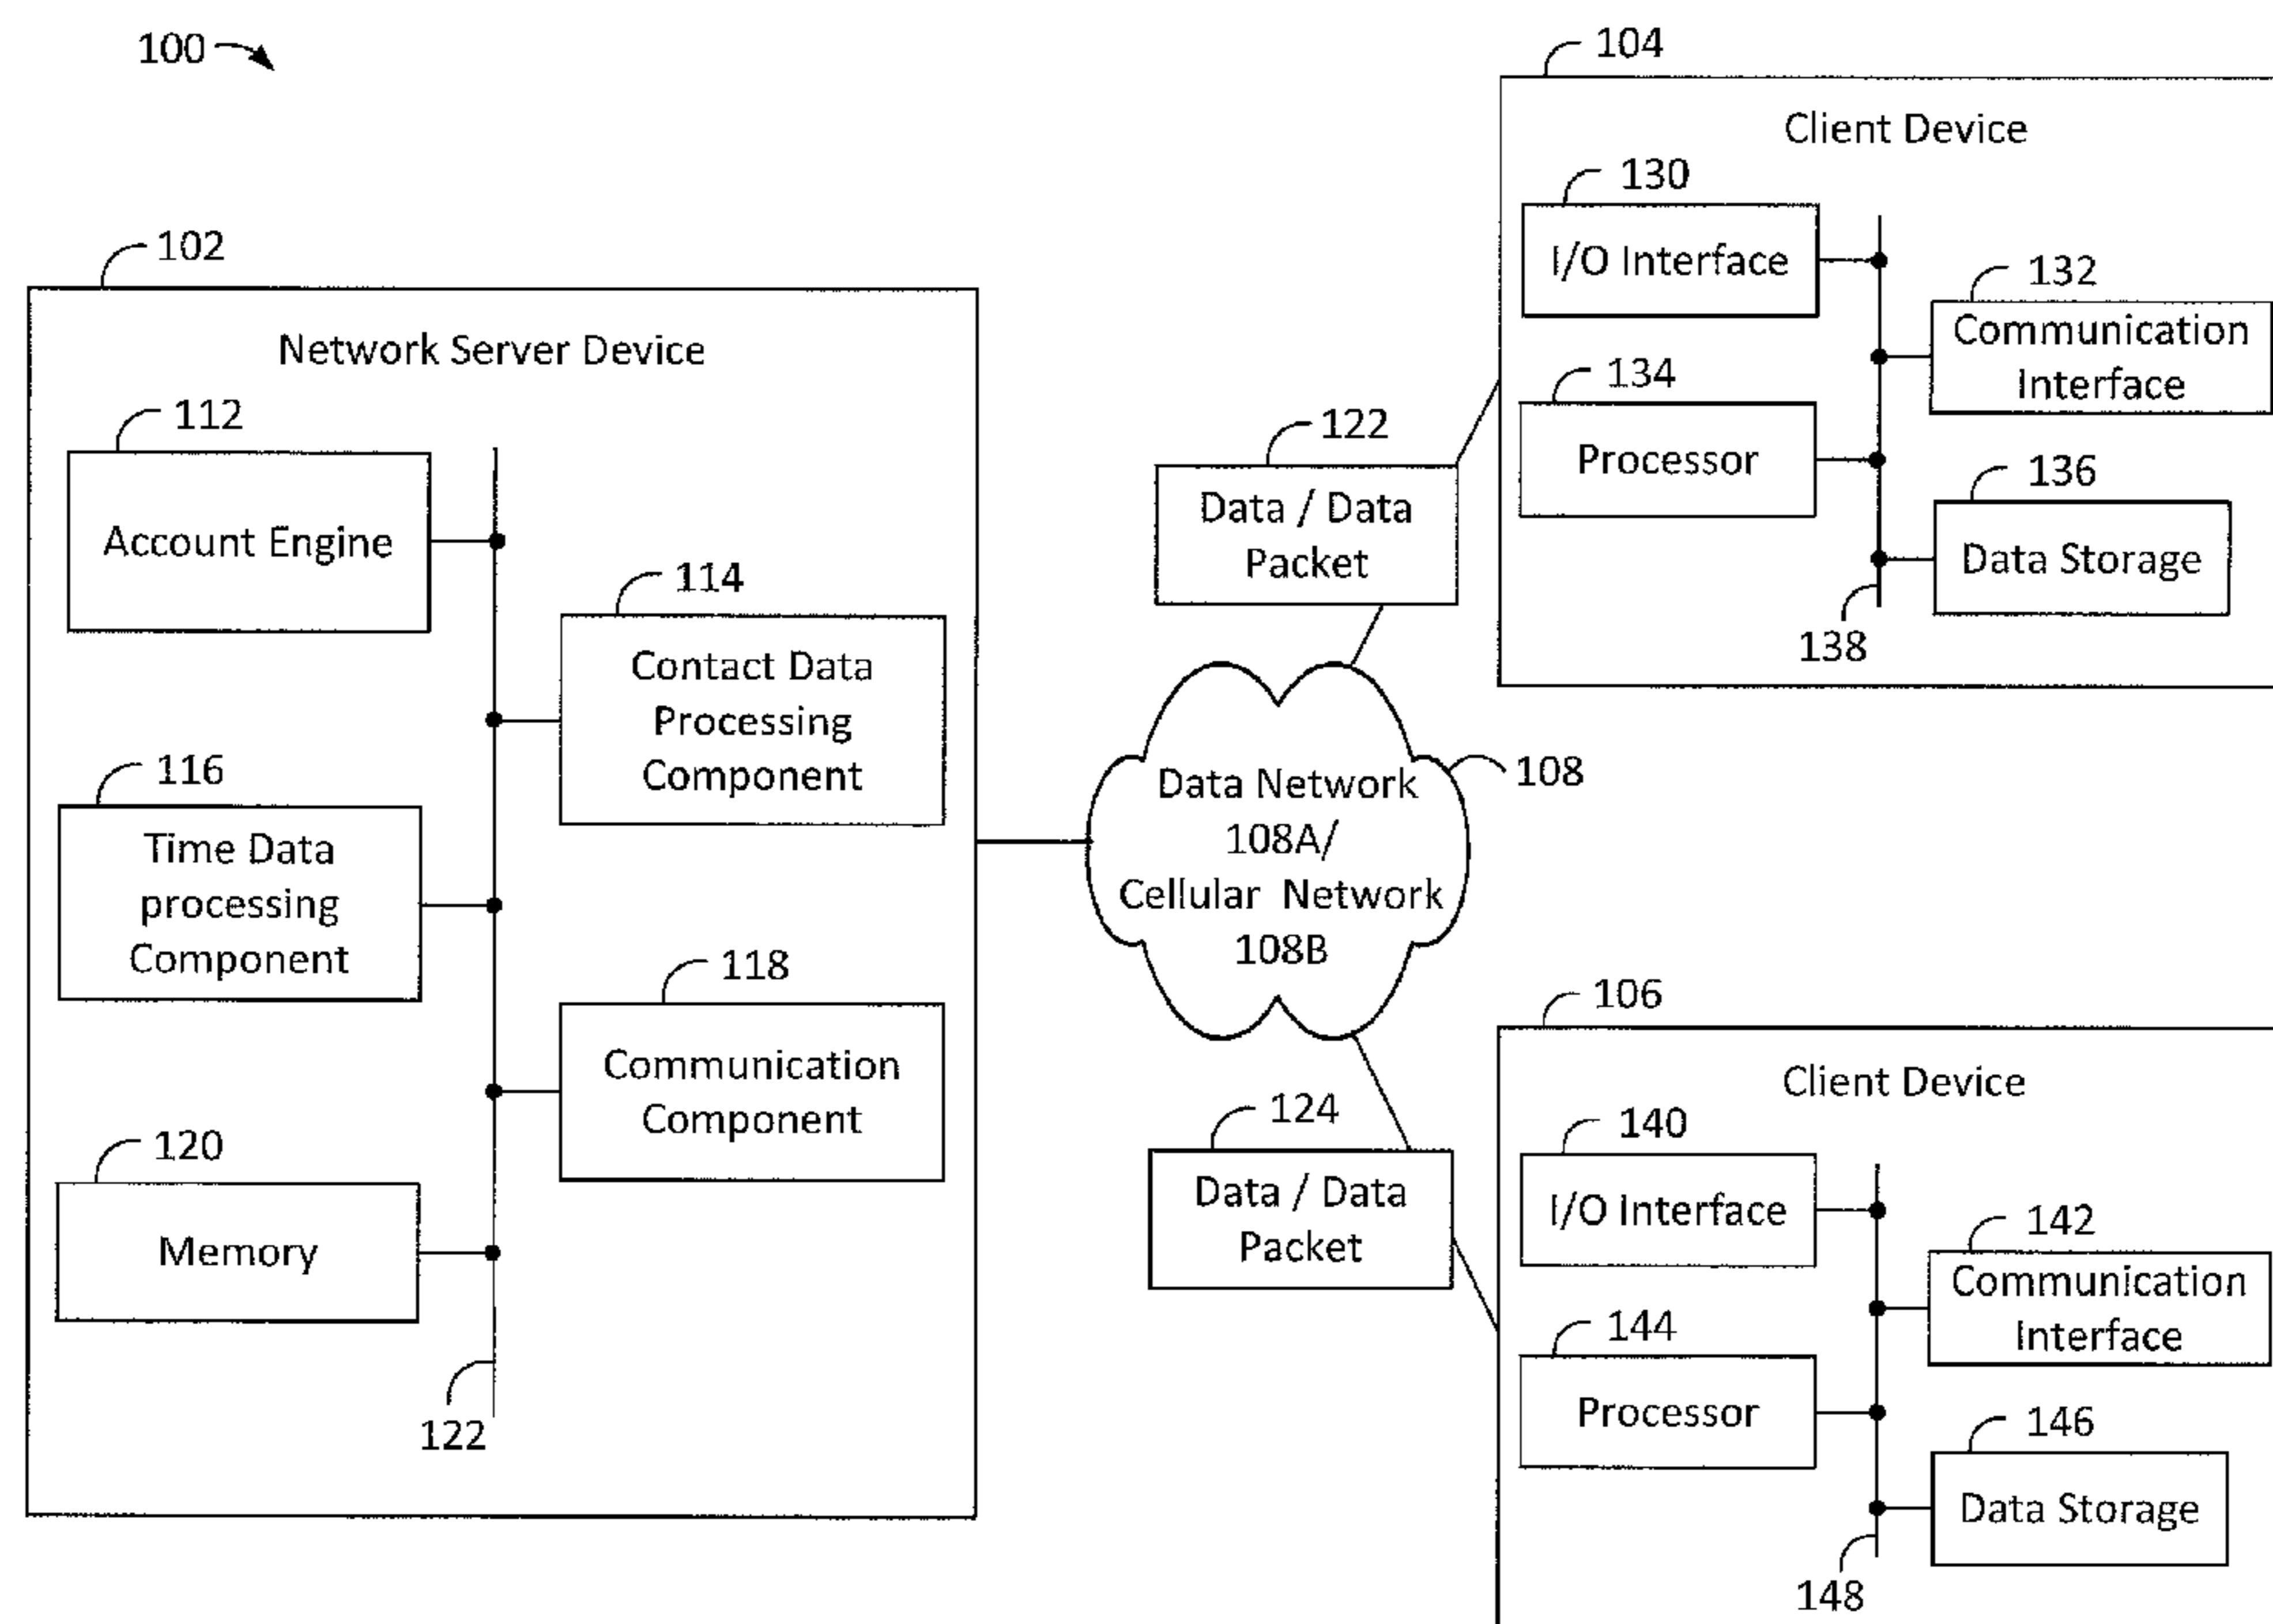 100
102
Network Server Device
112
Account Engine
114
Contact Data
Processing
Component
116
Time Data
processing
Component
118
Communication
Component
120
Memory
122
122
Data / Data
Packet
108
Data Network
108A/
Cellular Network
108B
124
Data / Data
Packet
104
Client Device
130
I/O Interface
132
Communication
Interface
134
Processor
136
Data Storage
138
106
Client Device
140
I/O Interface
142
Communication
Interface
144
Processor
146
Data Storage
148